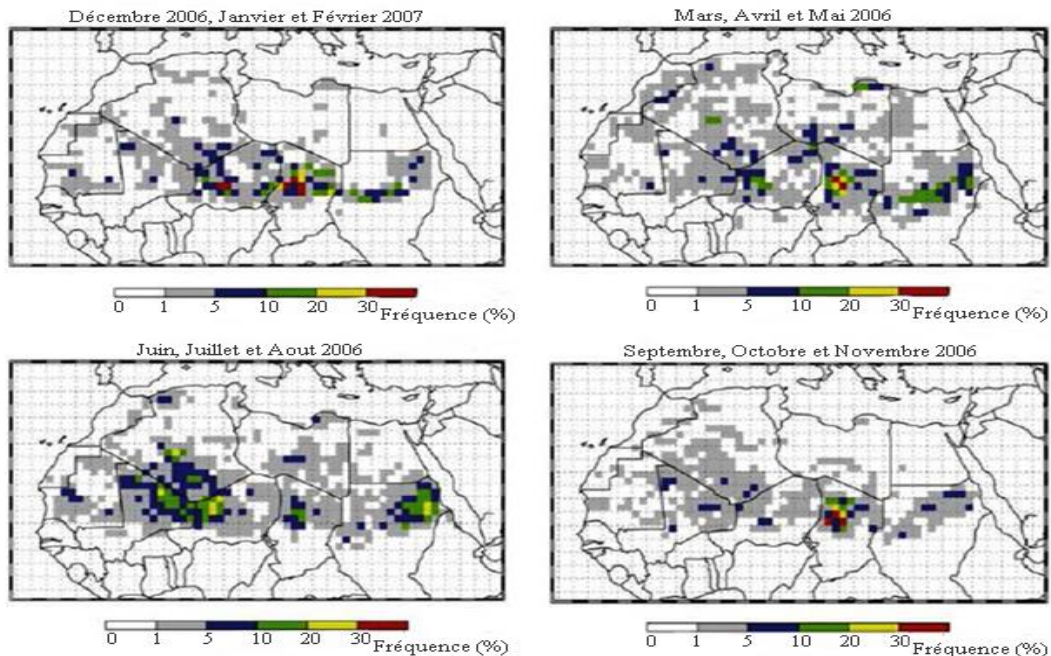 Décembre 2006, Janvier et Février 2007
0 1 5 10 20 30 Fréquence (%)
Mars, Avril et Mai 2006
0 1 5 10 20 30 Fréquence (%)
Juin, Juillet et Aout 2006
0 1 5 10 20 30 Fréquence (%)
Septembre, Octobre et Novembre 2006
0 1 5 10 20 30 Fréquence (%)